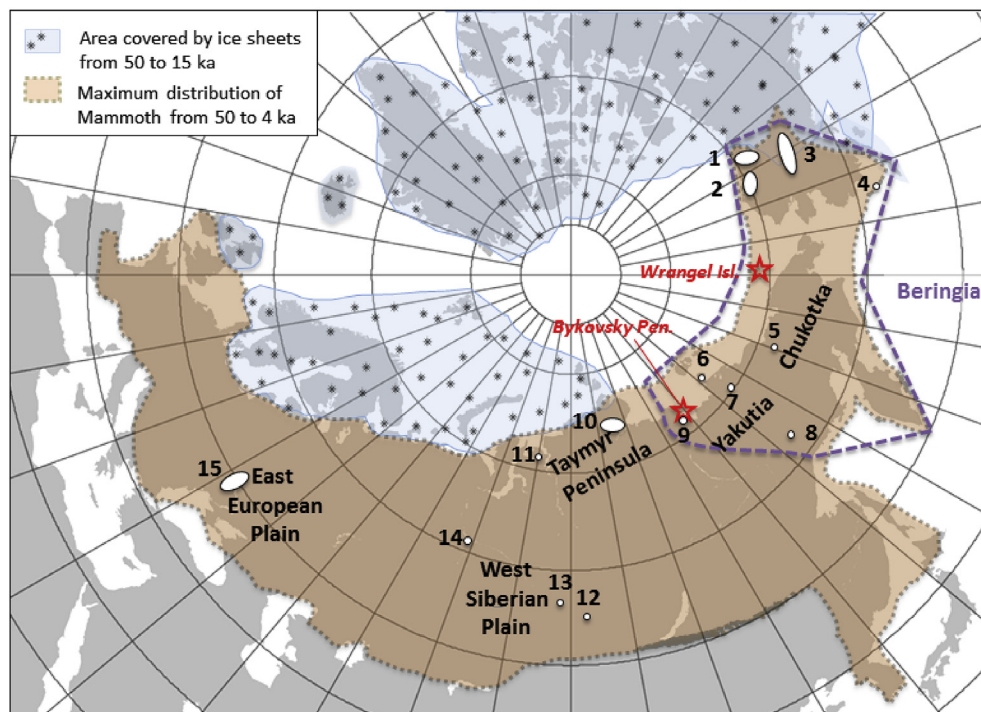 Area covered by ice sheets
from 50 to 15 ka
Maximum distribution of
Mammoth from 50 to 4 ka
1
2
3
4
Wrangel Isl.
Beringia
Bykovsky Pen.
Chukotka
5
6
7
Yakutia
8
9
10
Taymyr
Peninsula
11
15
East
European
Plain
14
West
Siberian
Plain
13
12